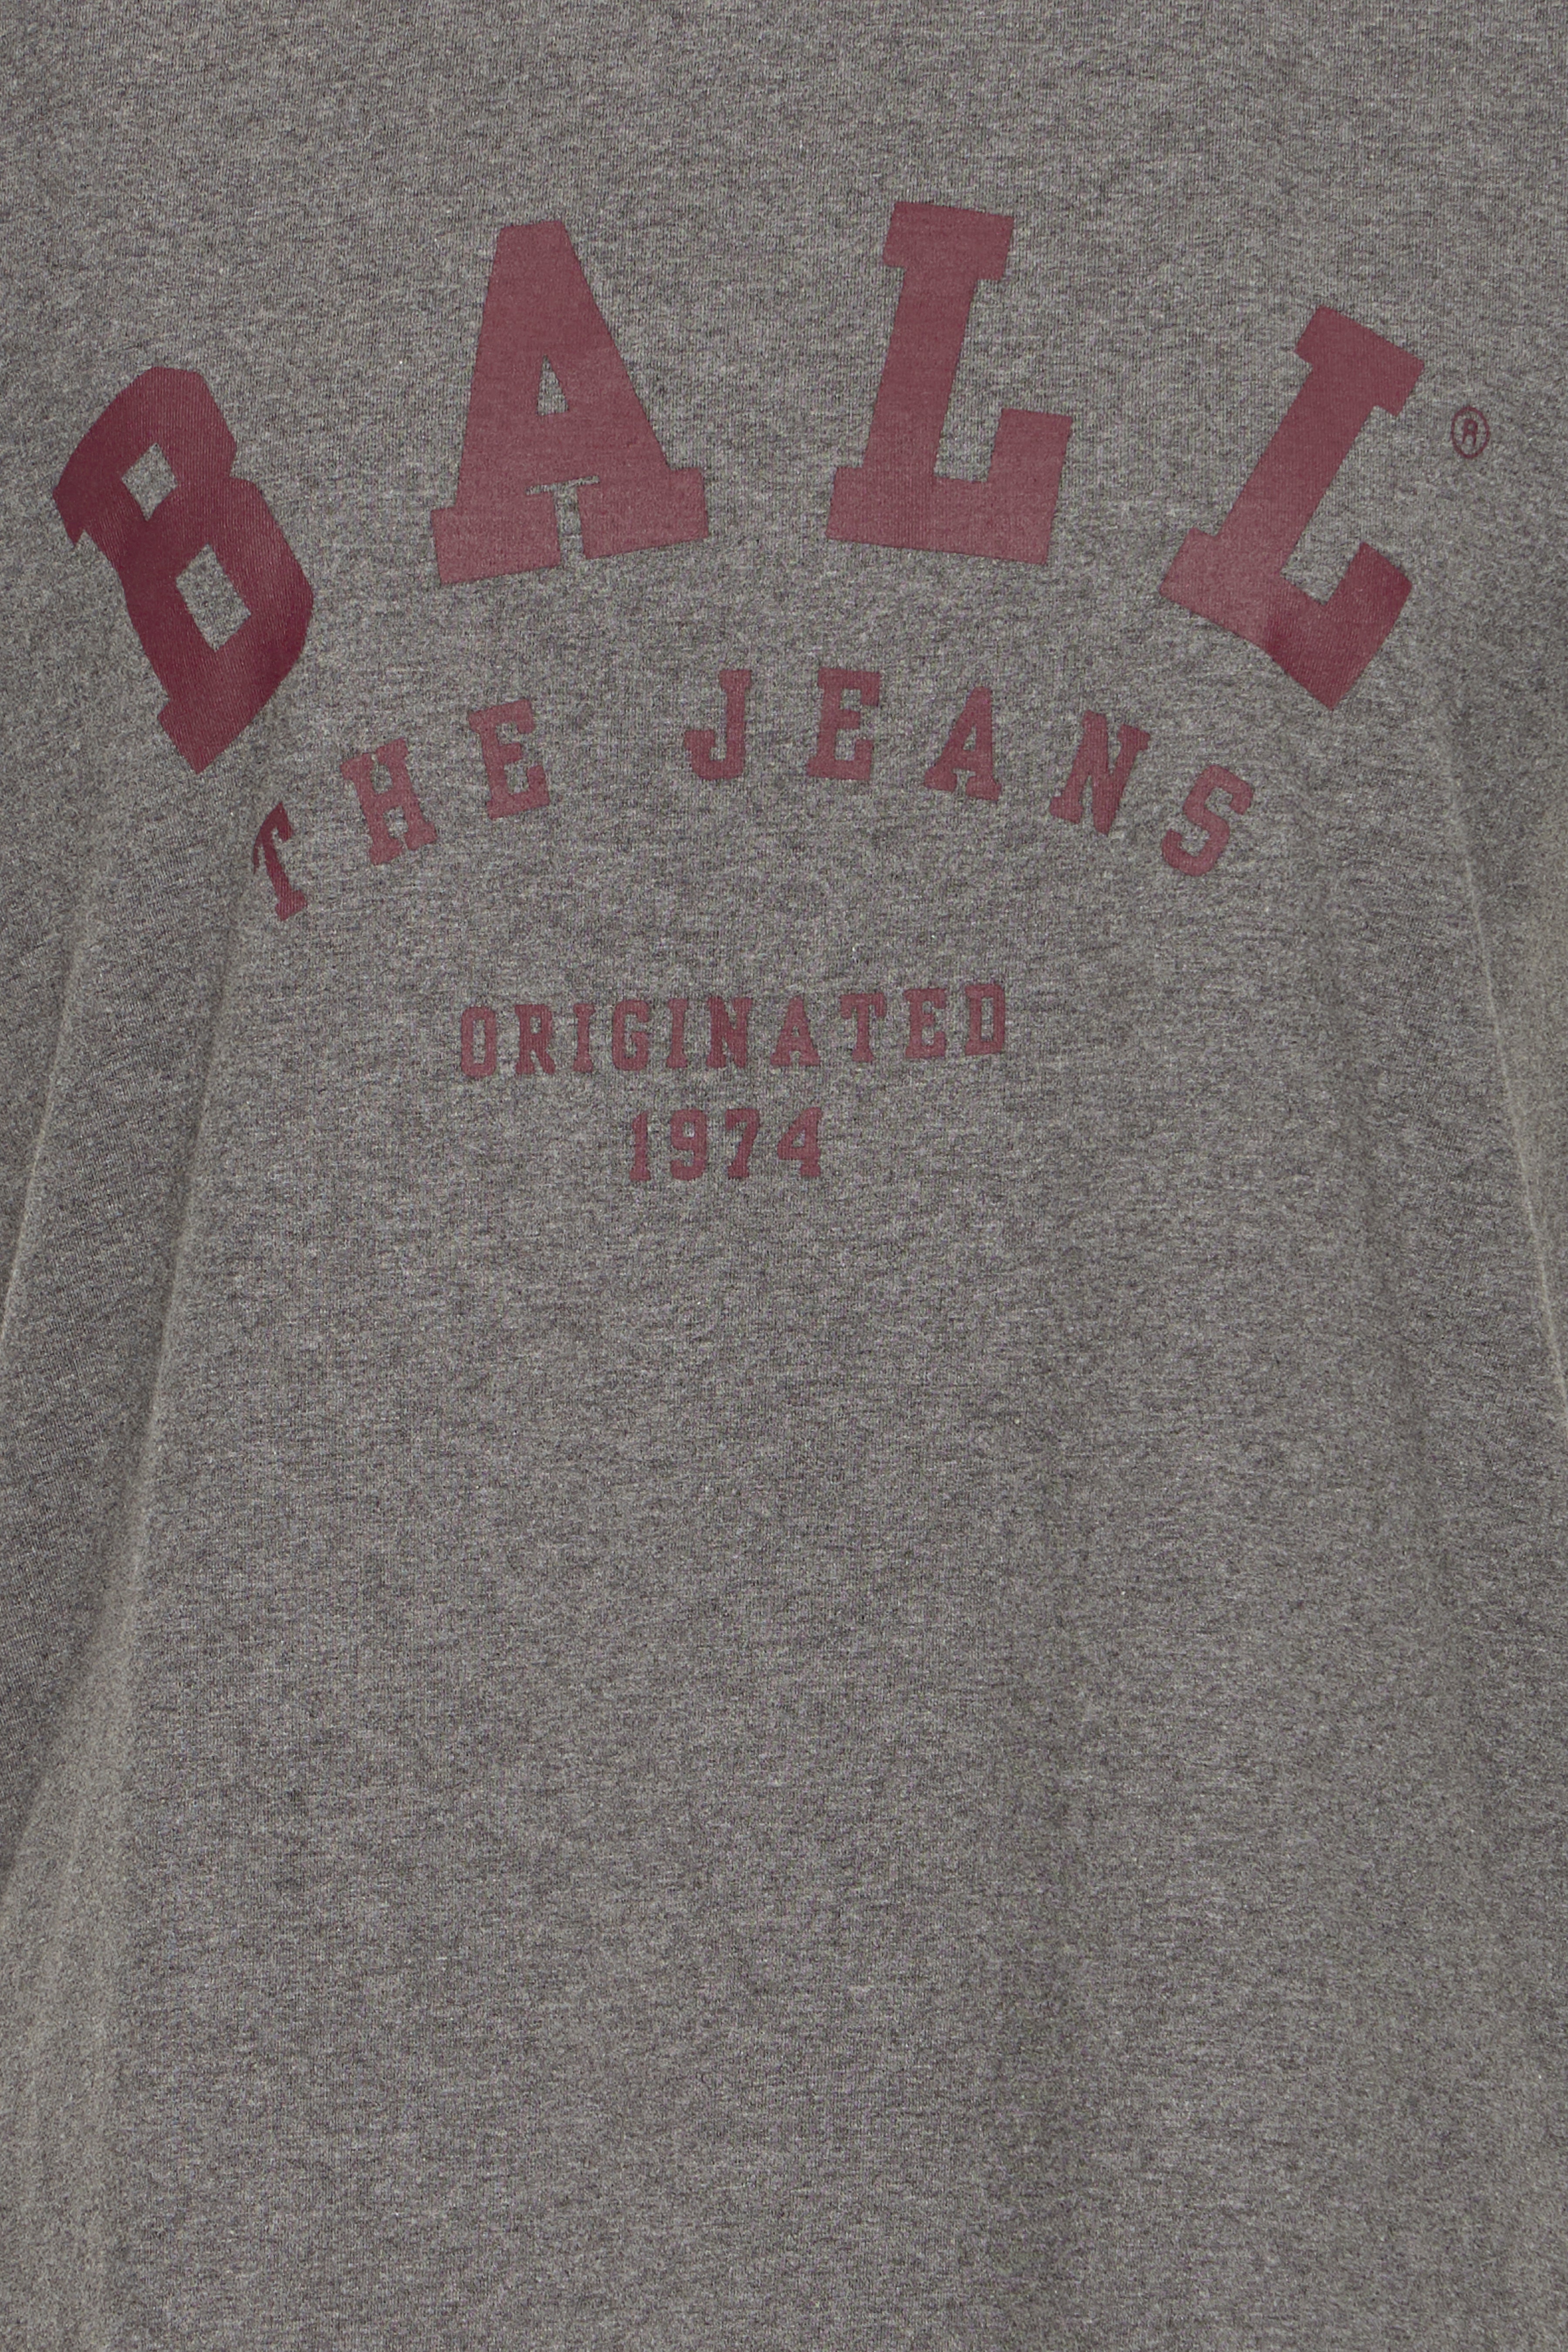 BALL®
THE JEANS
ORIGINATED
1974